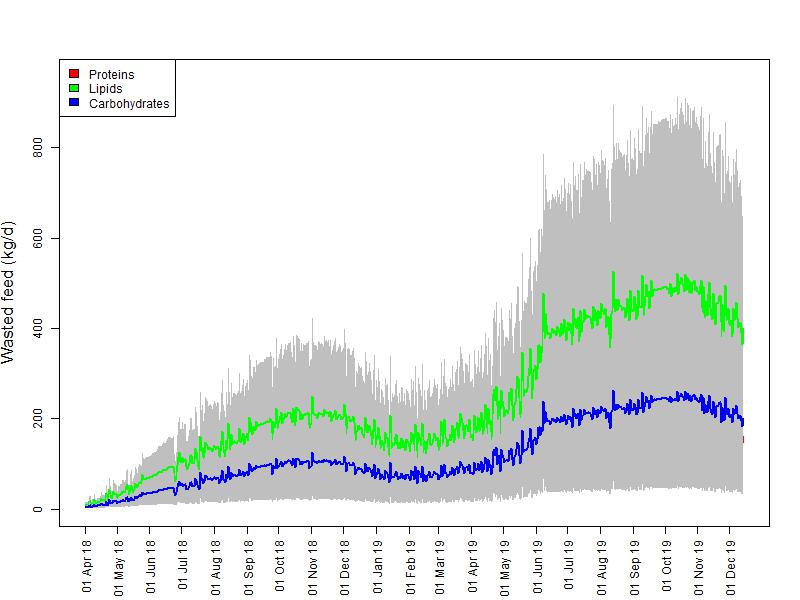 Proteins
Lipids
Carbohydrates
Wasted feed (kg/d)
800
600
400
200
0
01 Apr 18
01 May 18
01 Jun 18
01 Jul 18
01 Aug 18
01 Sep 18
01 Oct 18
01 Nov 18
01 Dec 18
01 Jan 19
01 Feb 19
01 Mar 19
01 Apr 19
01 May 19
01 Jun 19
01 Jul 19
01 Aug 19
01 Sep 19
01 Oct 19
01 Nov 19
01 Dec 19